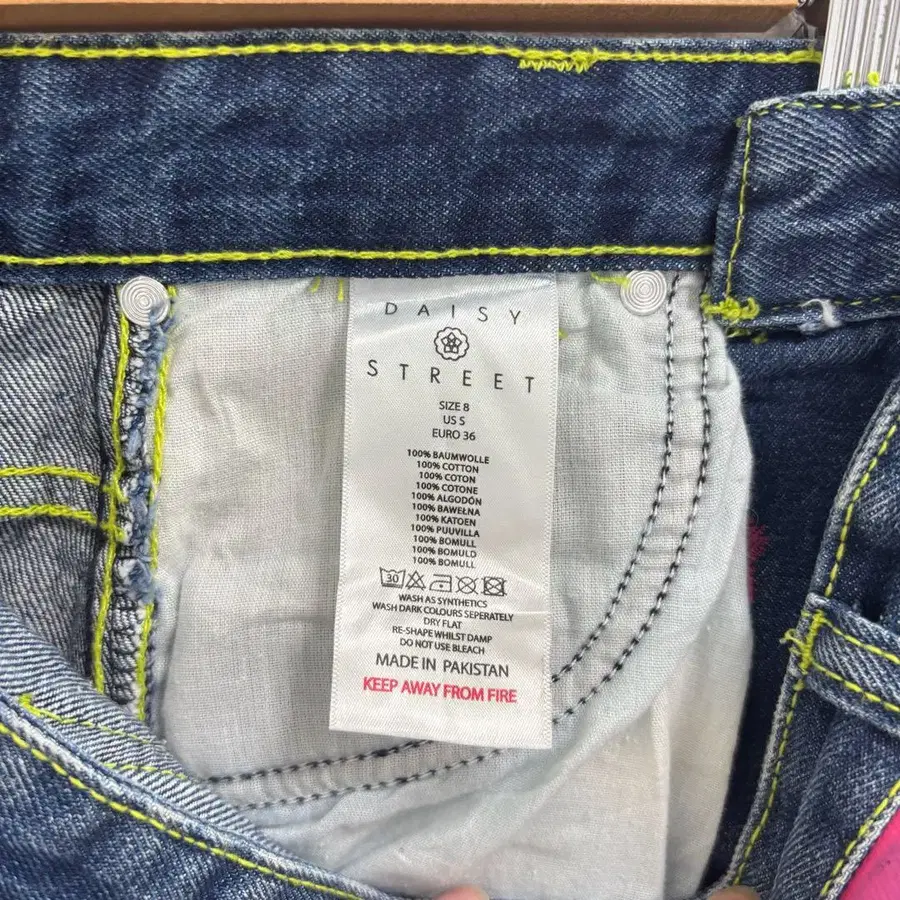 DAISY
STREET
SIZE 8
US S
EURO 36
100% BAUMWOLLE
100% COTTON
100% COTON
100% COTONE
100% ALGODÓN
100% BAWEŁNA
100% KATOEN
100% PUUVILLA
100% BOMULL
100% BOMULD
100% BOMULL
30
WASH AS SYNTHETICS
WASH DARK COLOURS SEPERATELY
DRY FLAT
RE-SHAPE WHILST DAMP
DO NOT USE BLEACH
MADE IN PAKISTAN
KEEP AWAY FROM FIRE